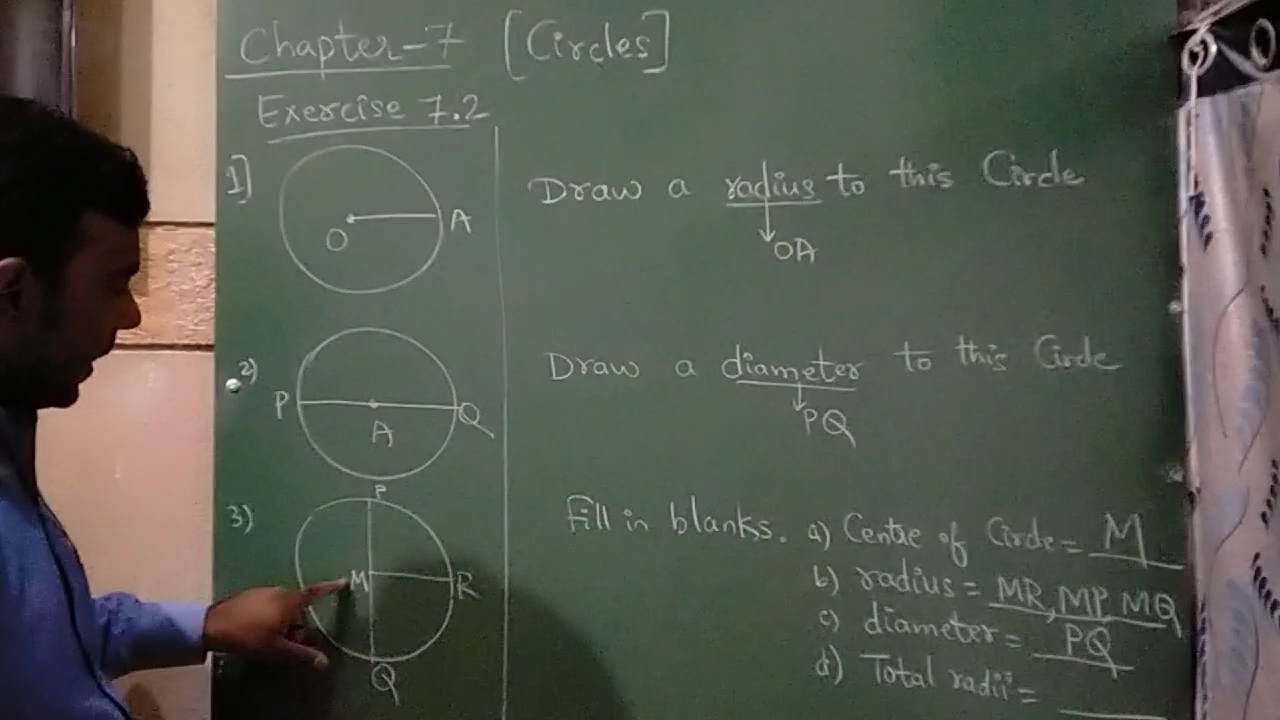 Chapter-7 [Circles]
Exercise 7.2
1]
O
A
Draw a radius to this Circle
OA
2)
P
A
Q
Draw a diameter to this Circle
PQ
3)
P
M
R
Q
Fill in blanks. a) Centre of Circle = M
b) radius = MR, MP, MQ
c) diameter = PQ
d) Total radii =